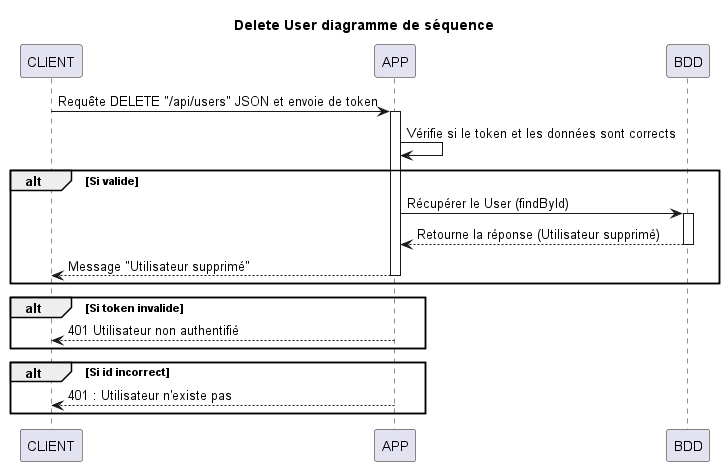 Delete User diagramme de séquence
CLIENT APP BDD
Requête DELETE "/api/users" JSON et envoie de token
Vérifie si le token et les données sont corrects
alt [Si valide]
Récupérer le User (findById)
Retourne la réponse (Utilisateur supprimé)
Message "Utilisateur supprimé"
alt [Si token invalide]
401 Utilisateur non authentifié
alt [Si id incorrect]
401 : Utilisateur n'existe pas
CLIENT APP BDD